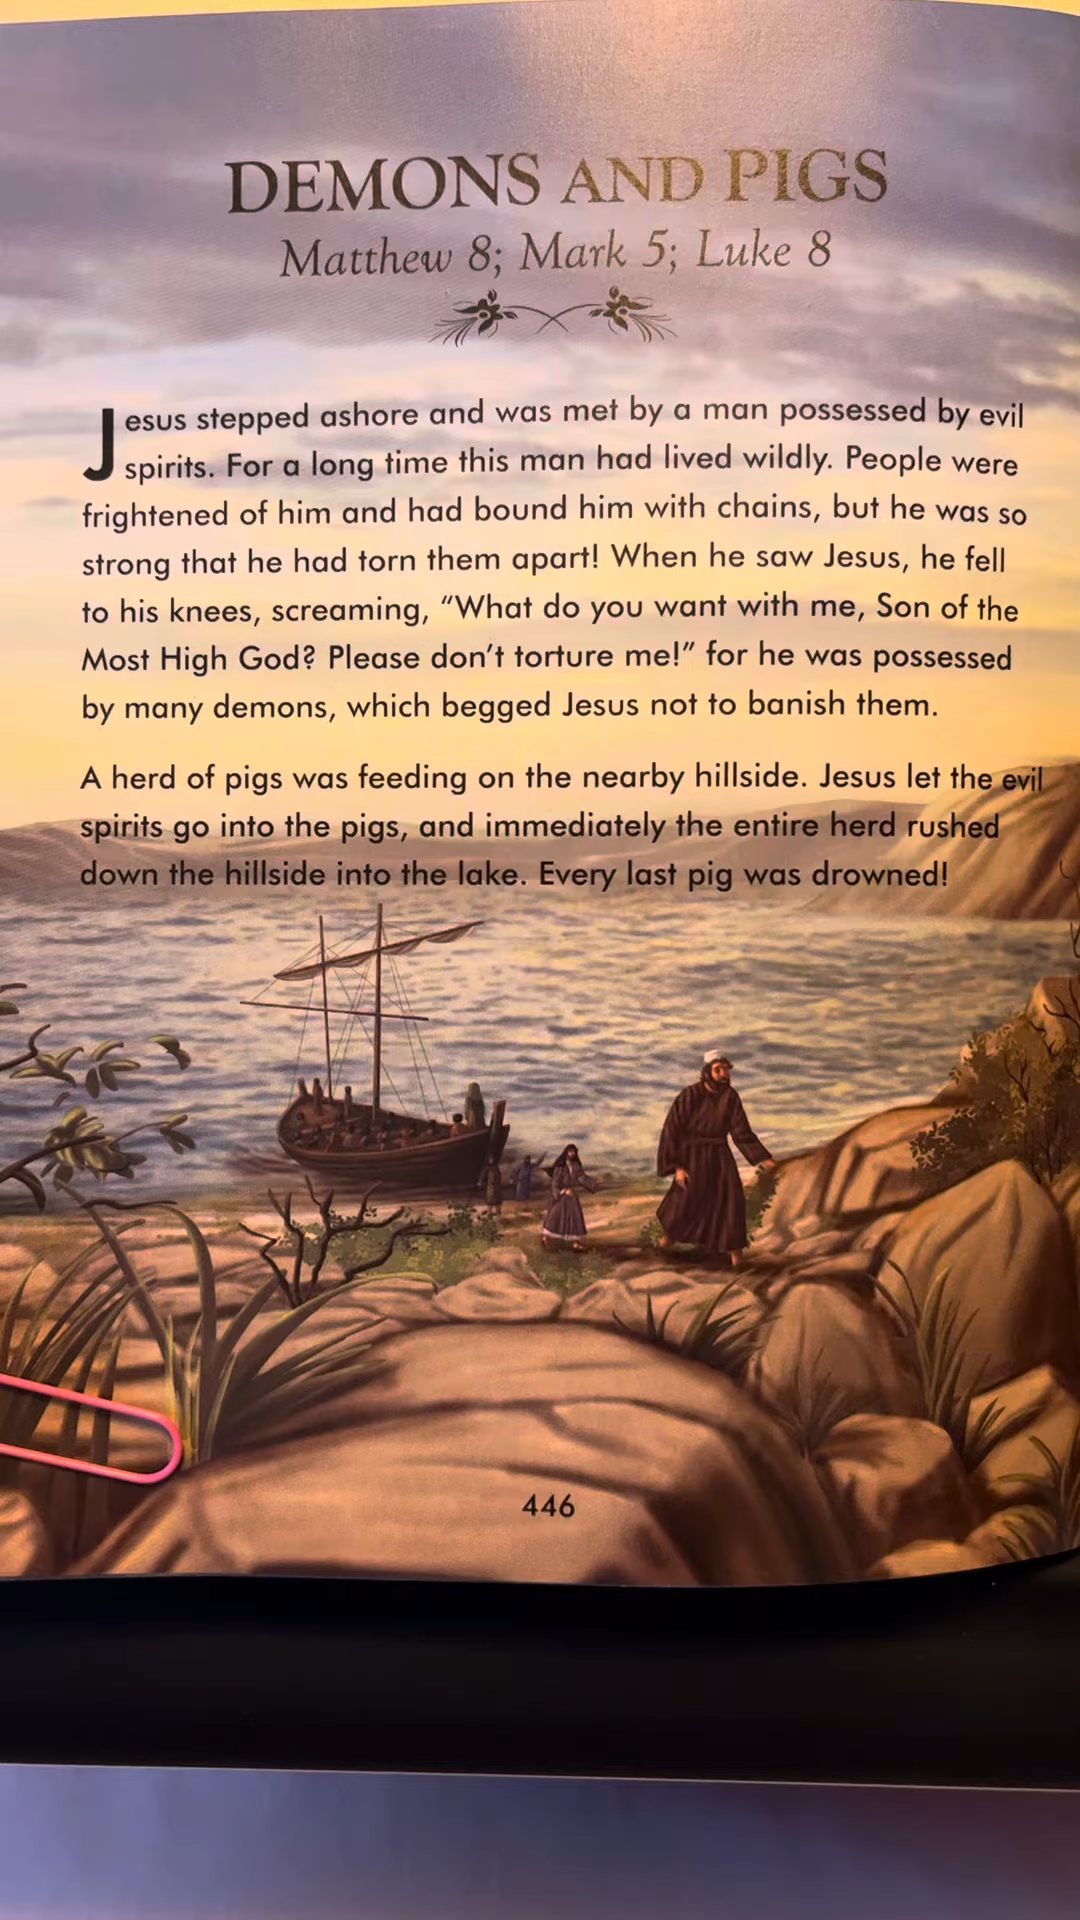 DEMONS AND PIGS
Matthew 8; Mark 5; Luke 8
Jesus stepped ashore and was met by a man possessed by evil
spirits. For a long time this man had lived wildly. People were
frightened of him and had bound him with chains, but he was so
strong that he had torn them apart! When he saw Jesus, he fell
to his knees, screaming, “What do you want with me, Son of the
Most High God? Please don’t torture me!” for he was possessed
by many demons, which begged Jesus not to banish them.
A herd of pigs was feeding on the nearby hillside. Jesus let the evil
spirits go into the pigs, and immediately the entire herd rushed
down the hillside into the lake. Every last pig was drowned!
446